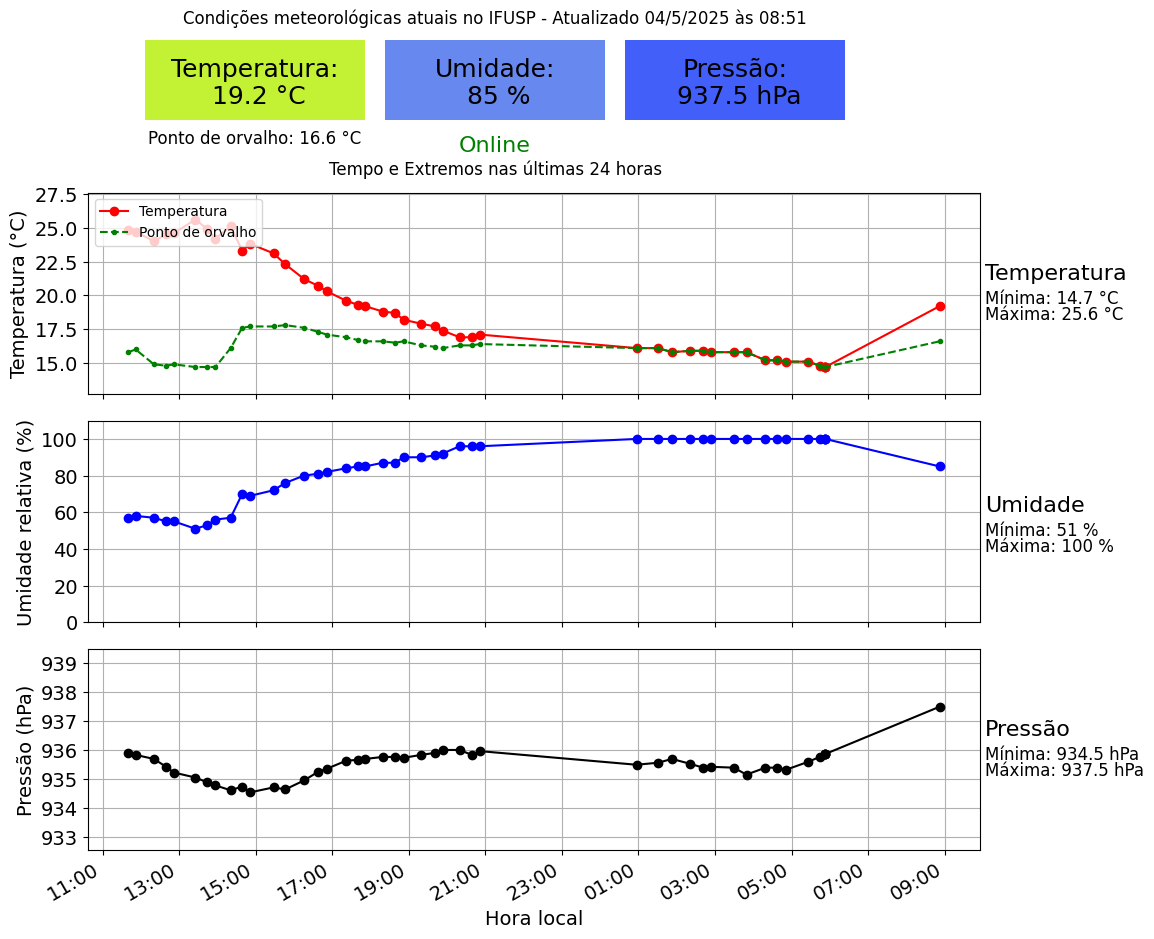 Condições meteorológicas atuais no IFUSP - Atualizado 04/5/2025 às 08:51
Temperatura:
19.2 °C
Umidade:
85 %
Pressão:
937.5 hPa
Ponto de orvalho: 16.6 °C
Online
Tempo e Extremos nas últimas 24 horas
Temperatura (°C)
27.5
25.0
22.5
20.0
17.5
15.0
Temperatura
Ponto de orvalho
Temperatura
Mínima: 14.7 °C
Máxima: 25.6 °C
Umidade relativa (%)
100
80
60
40
20
0
Umidade
Mínima: 51 %
Máxima: 100 %
Pressão (hPa)
939
938
937
936
935
934
933
Pressão
Mínima: 934.5 hPa
Máxima: 937.5 hPa
11:00
13:00
15:00
17:00
19:00
21:00
23:00
01:00
03:00
05:00
07:00
09:00
Hora local